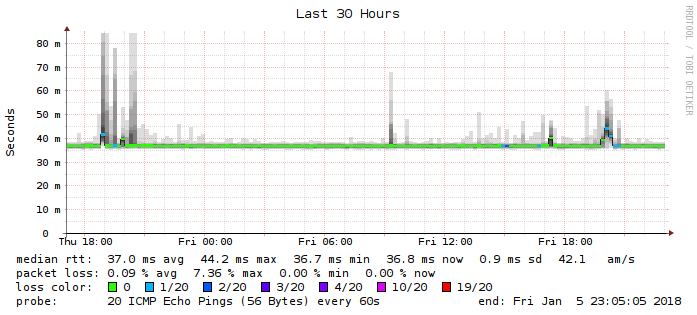 Last 30 Hours
RRDTOOL / TOBI OETIKER
Seconds
80 m
70 m
60 m
50 m
40 m
30 m
20 m
10 m
0
Thu 18:00 Fri 00:00 Fri 06:00 Fri 12:00 Fri 18:00
median rtt: 37.0 ms avg 44.2 ms max 36.7 ms min 36.8 ms now 0.9 ms sd 42.1 am/s
packet loss: 0.09 % avg 7.36 % max 0.00 % min 0.00 % now
loss color: 0 1/20 2/20 3/20 4/20 10/20 19/20
probe: 20 ICMP Echo Pings (56 Bytes) every 60s end: Fri Jan 5 23:05:05 2018